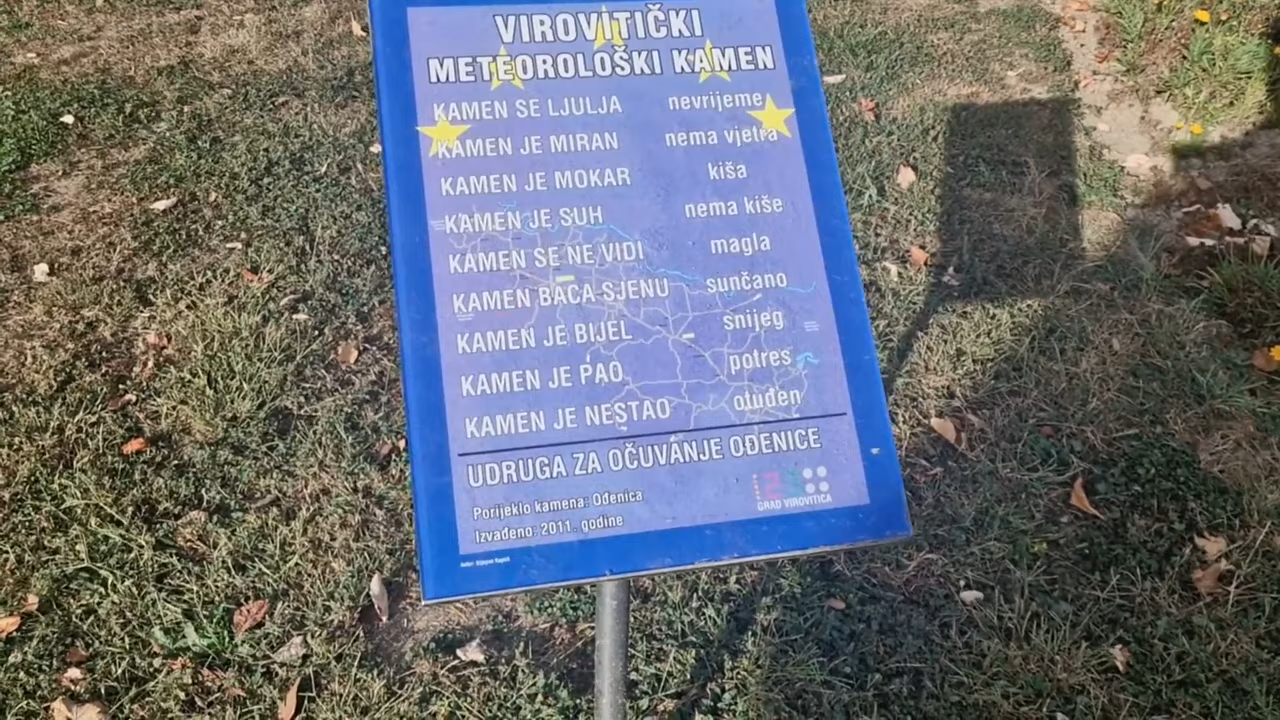 VIROVITIČKI
METEOROLOŠKI KAMEN
KAMEN SE LJULJA nevrijeme
KAMEN JE MIRAN nema vjetra
KAMEN JE MOKAR kiša
KAMEN JE SUH nema kiše
KAMEN SE NE VIDI magla
KAMEN BACA SJENU sunčano
KAMEN JE BIJEL snijeg
KAMEN JE PAO potres
KAMEN JE NESTAO otuđen
UDRUGA ZA OČUVANJE OĐENICE
Porijeklo kamena: Ođenica
Izvađeno: 2011. godine
GRAD VIROVITICA